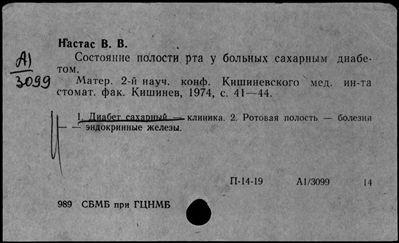 Настас В. В.
А1
3099
Состояние полости рта у больных сахарным диабе-
том.
Матер. 2-й науч. конф. Кишиневского мед. ин-та
стомат. фак. Кишинев, 1974, с. 41—44.
1. Диабет сахарный — клиника. 2. Ротовая полость — болезни
— — эндокринные железы.
П-14-19 А1/3099 14
989 СБМБ при ГЦНМБ